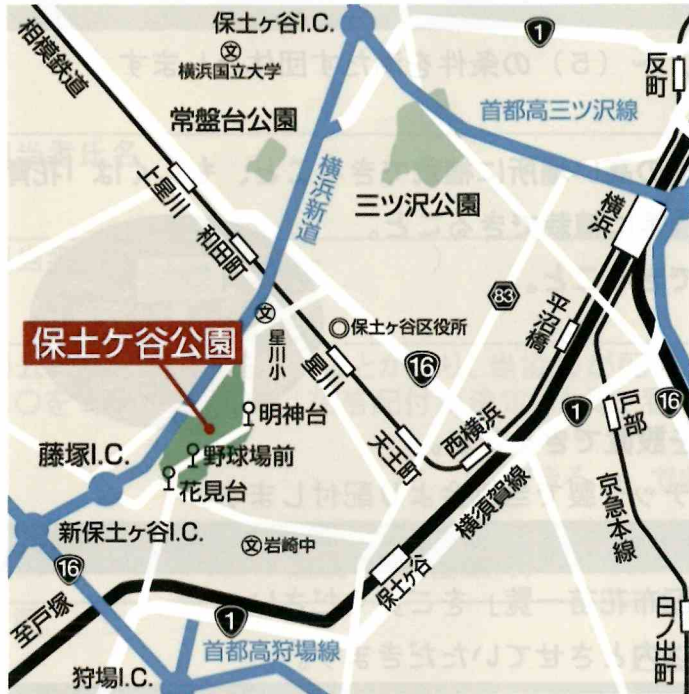 保土ヶ谷I.C.
1
相模鉄道
文
横浜国立大学
反町
常盤台公園
首都高三ツ沢線
横浜新道
上星川
三ツ沢公園
横浜
和田町
83
平沼橋
文
星川小
保土ヶ谷区役所
保土ケ谷公園
星川
16
1
16
明神台
天王町
西横浜
戸部
藤塚I.C.
野球場前
花見台
横須賀線
京急本線
新保土ヶ谷I.C.
文岩崎中
16
保土ヶ谷
至戸塚
1
首都高狩場線
日ノ出町
狩場I.C.